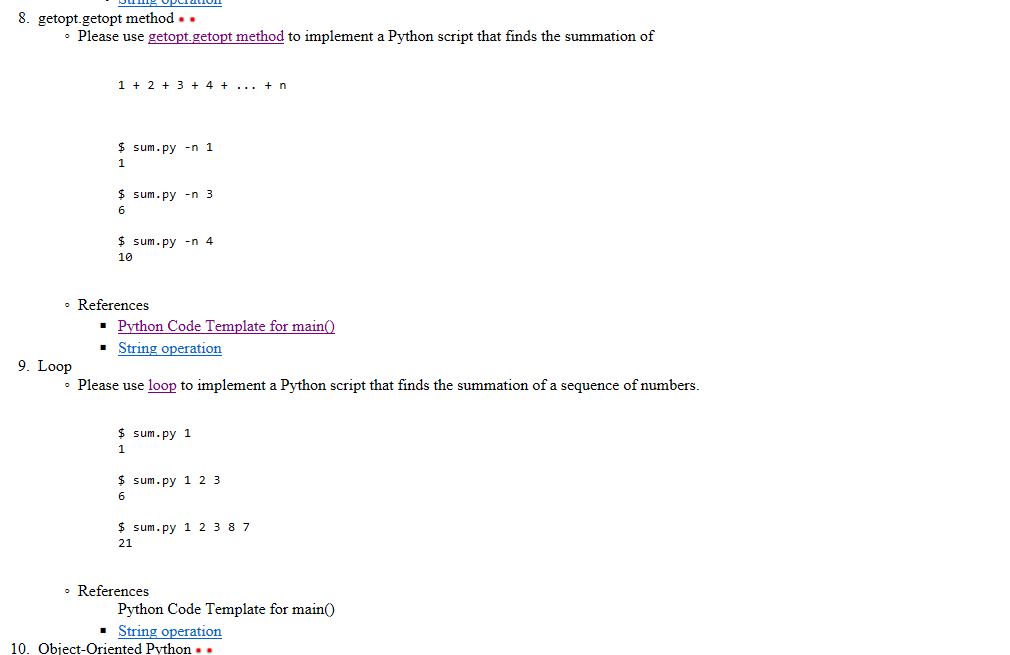 String operation
8. getopt.getopt method
Please use getopt.getopt method to implement a Python script that finds the summation of
1 + 2 + 3 + 4 + ... + n
$ sum.py -n 1
1
$ sum.py -n 3
6
$ sum.py -n 4
10
References
Python Code Template for main()
String operation
9. Loop
Please use loop to implement a Python script that finds the summation of a sequence of numbers.
$ sum.py 1
1
$ sum.py 1 2 3
6
$ sum.py 1 2 3 8 7
21
References
Python Code Template for main()
String operation
10. Object-Oriented Python